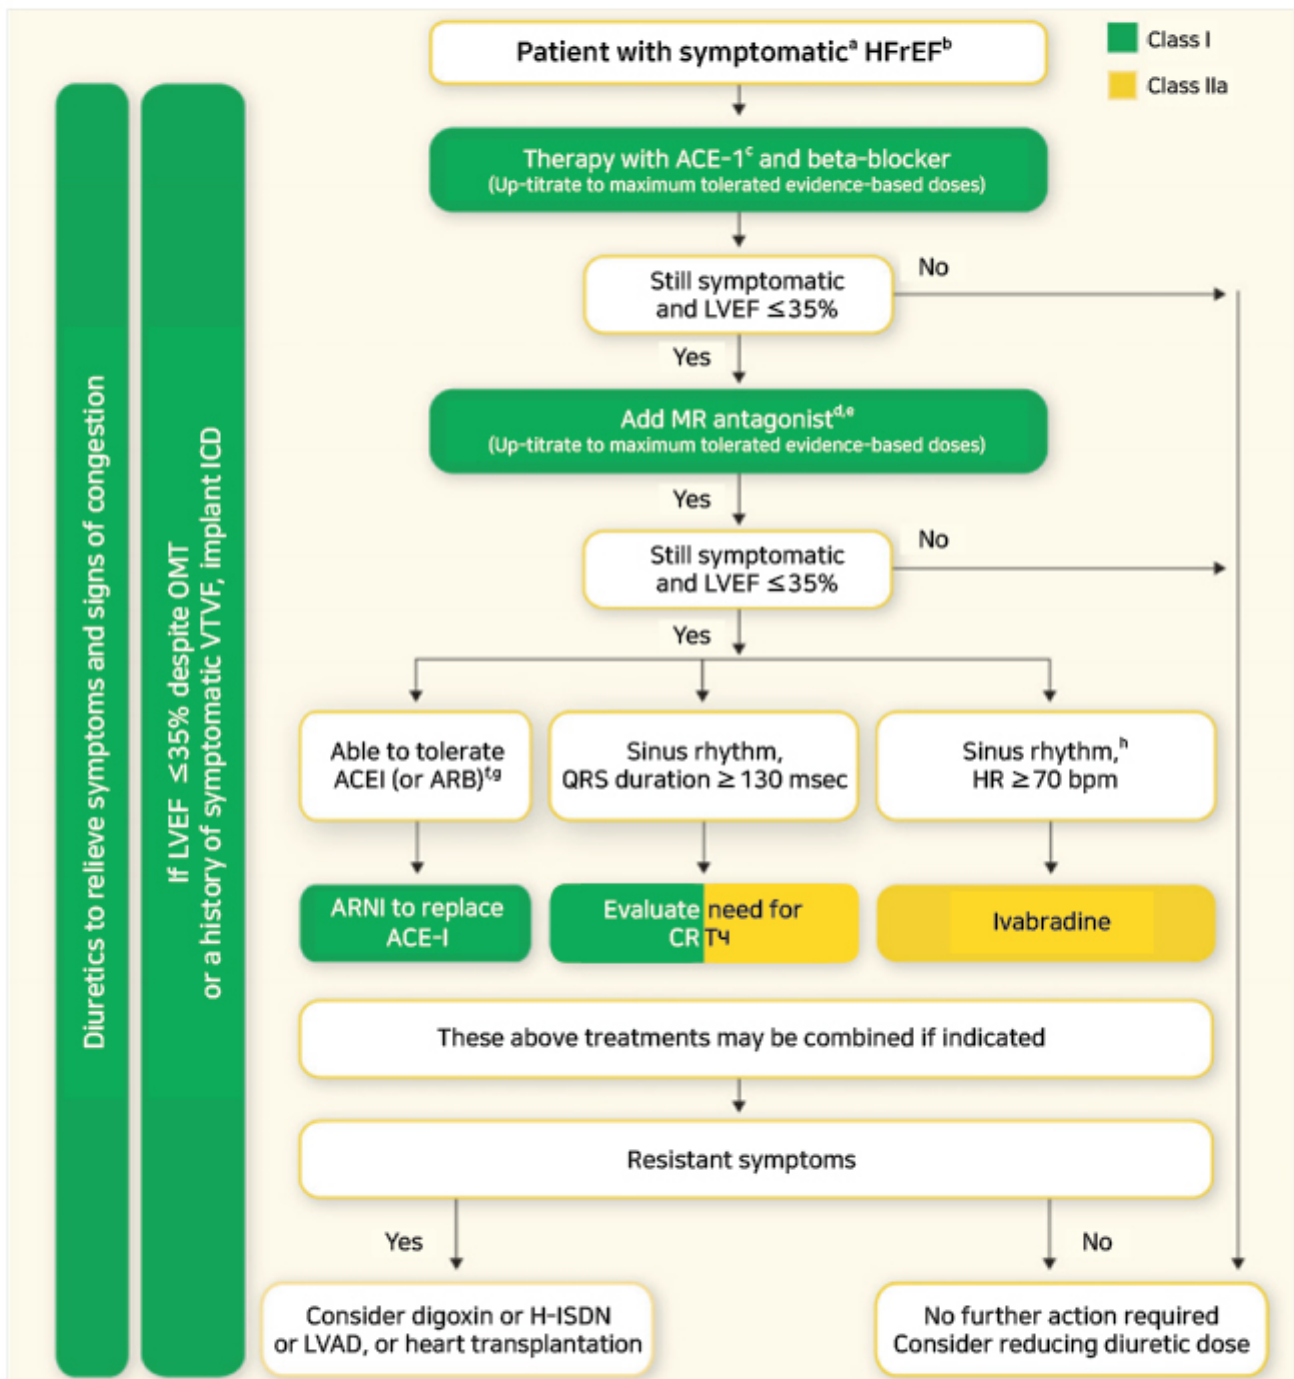 Patient with symptomatica HFrEFb
Class I
Class IIa
Therapy with ACE-1c and beta-blocker
(Up-titrate to maximum tolerated evidence-based doses)
Still symptomatic
and LVEF ≤35%
No
Yes
Add MR antagonistd,e
(Up-titrate to maximum tolerated evidence-based doses)
Yes
Still symptomatic
and LVEF ≤35%
No
Yes
Able to tolerate
ACEI (or ARB)f,g
Sinus rhythm,
QRS duration ≥130 msec
Sinus rhythm,h
HR ≥70 bpm
ARNI to replace
ACE-I
Evaluate need for
CRT4
Ivabradine
These above treatments may be combined if indicated
Resistant symptoms
Yes
No
Consider digoxin or H-ISDN
or LVAD, or heart transplantation
No further action required
Consider reducing diuretic dose
Diuretics to relieve symptoms and signs of congestion
If LVEF ≤35% despite OMT
or a history of symptomatic VTVF, implant ICD